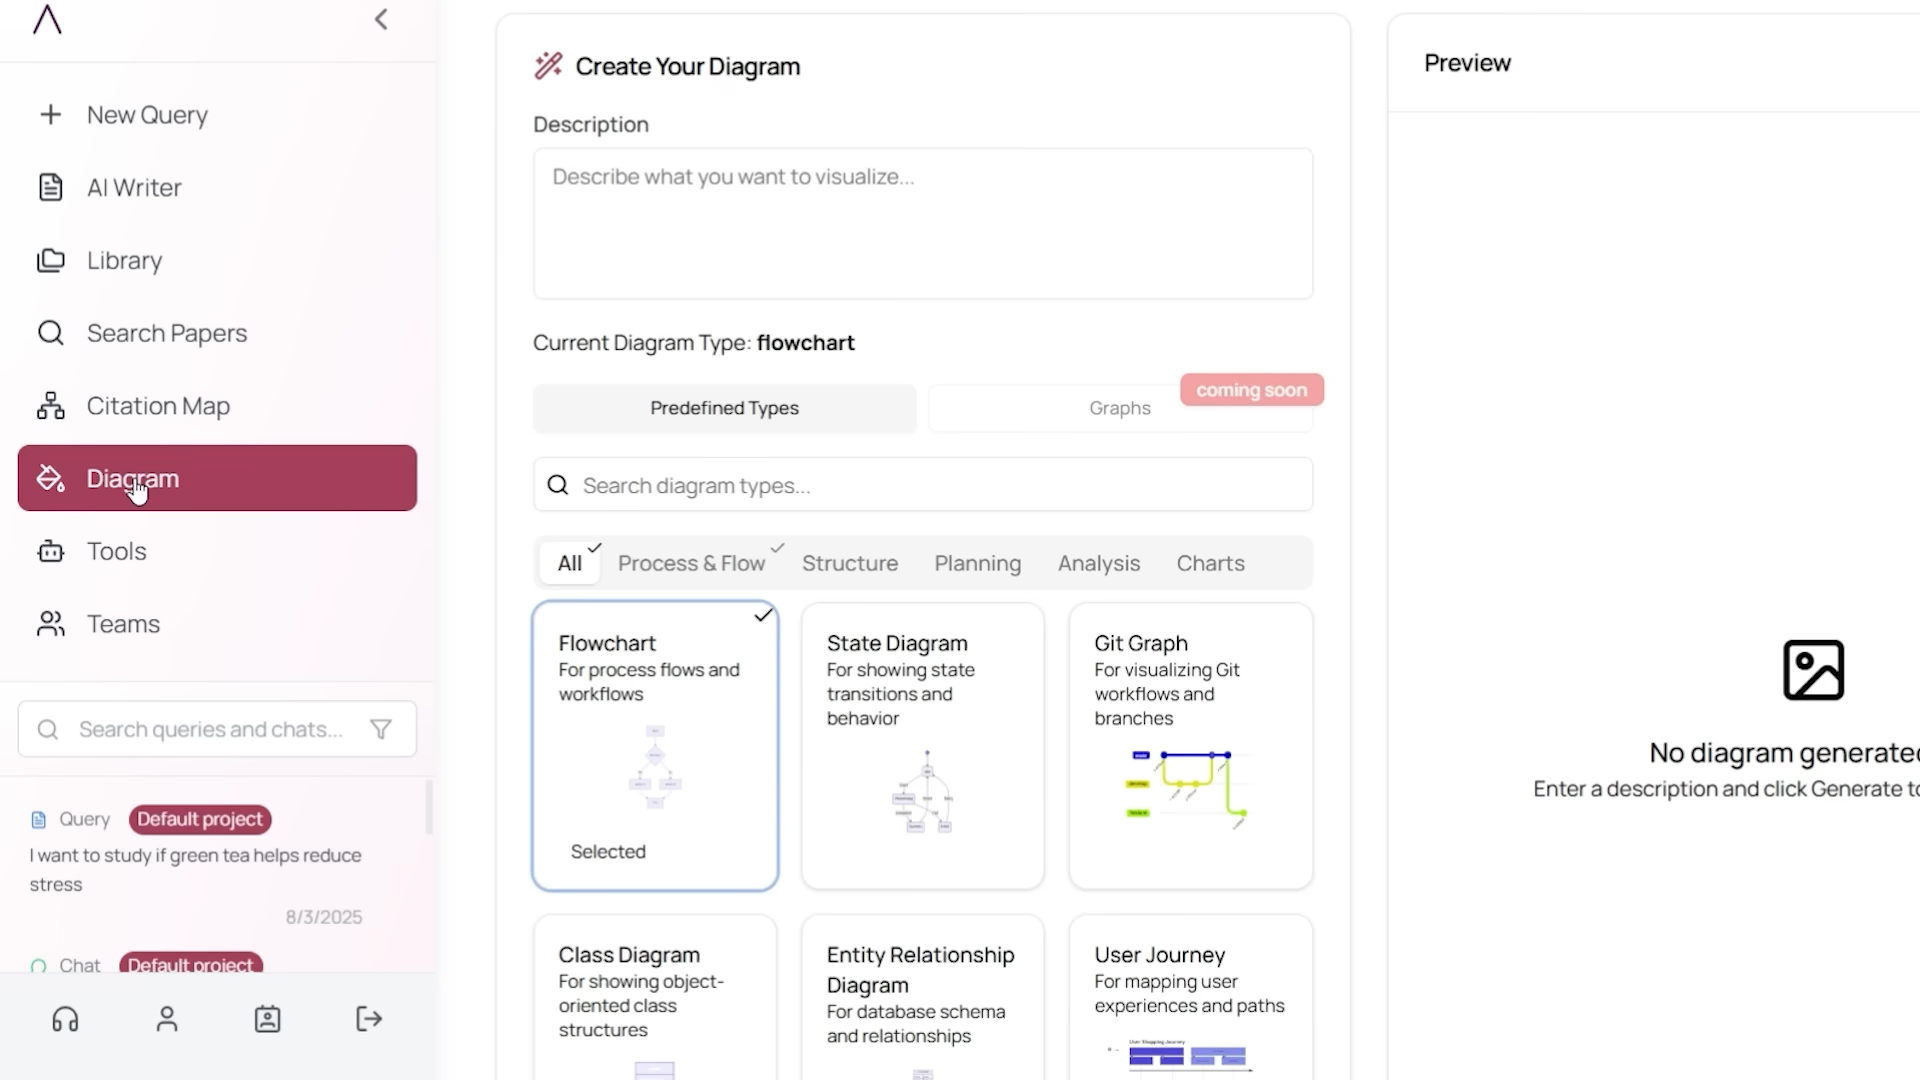 New Query
AI Writer
Library
Search Papers
Citation Map
Diagram
Tools
Teams
Search queries and chats...
Query Default project
I want to study if green tea helps reduce
stress
8/3/2025
Chat Default project
Create Your Diagram
Description
Describe what you want to visualize...
Current Diagram Type: flowchart
Predefined Types
Graphs
coming soon
Search diagram types...
All Process & Flow Structure Planning Analysis Charts
Flowchart
For process flows and
workflows
Selected
State Diagram
For showing state
transitions and
behavior
Git Graph
For visualizing Git
workflows and
branches
Class Diagram
For showing object-
oriented class
structures
Entity Relationship
Diagram
For database schema
and relationships
User Journey
For mapping user
experiences and paths
User Shopping Journey
Preview
No diagram generated
Enter a description and click Generate to